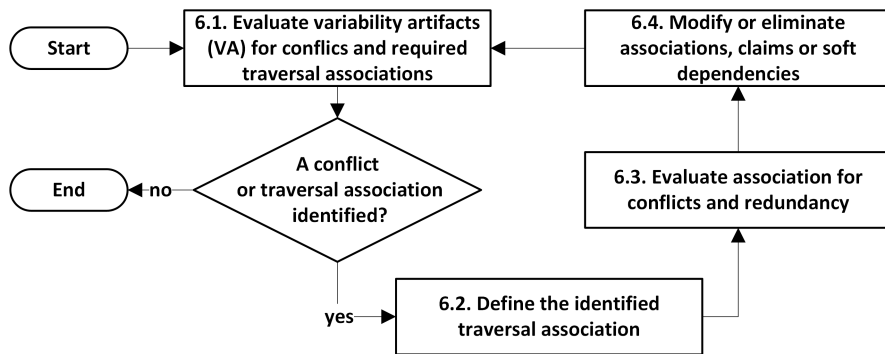 Start
6.1. Evaluate variability artifacts
(VA) for conflics and required
traversal associations
6.4. Modify or eliminate
associations, claims or soft
dependencies
A conflict
or traversal association
identified?
no
End
6.3. Evaluate association for
conflicts and redundancy
yes
6.2. Define the identified
traversal association